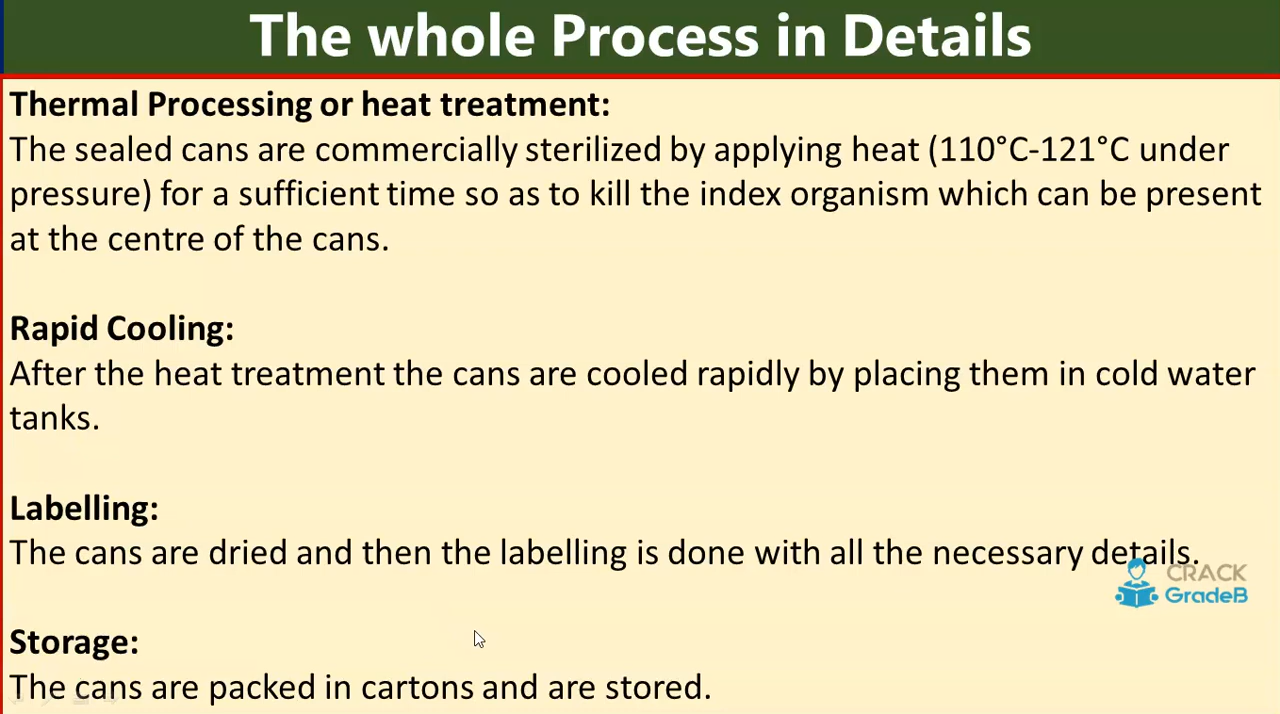 The whole Process in Details
Thermal Processing or heat treatment:
The sealed cans are commercially sterilized by applying heat (110°C-121°C under
pressure) for a sufficient time so as to kill the index organism which can be present
at the centre of the cans.
Rapid Cooling:
After the heat treatment the cans are cooled rapidly by placing them in cold water
tanks.
Labelling:
The cans are dried and then the labelling is done with all the necessary details.
CRACK
GradeB
Storage:
The cans are packed in cartons and are stored.